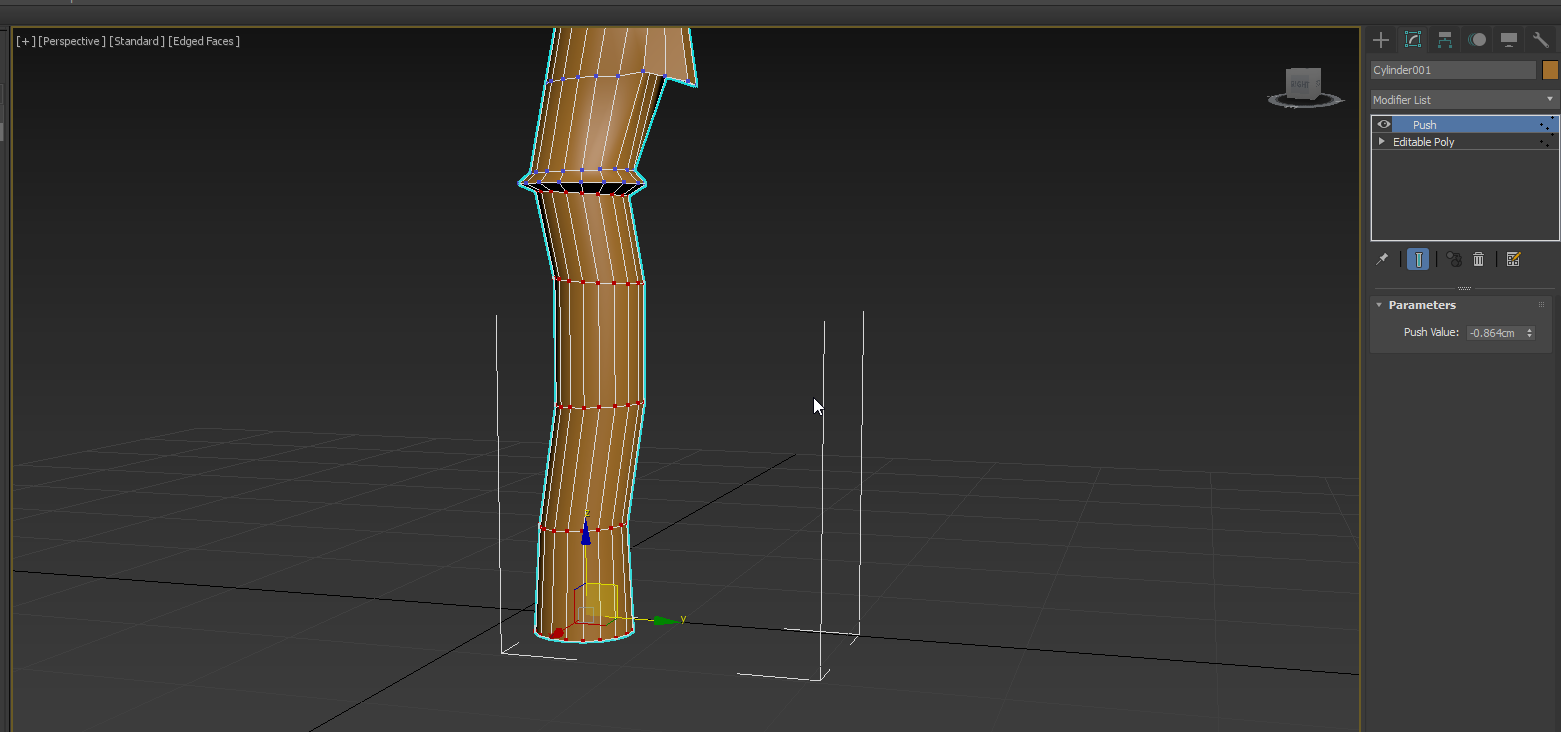 [+] [Perspective ] [Standard ] [Edged Faces ]
Cylinder001
Modifier List
Push
Editable Poly
Parameters
Push Value: -0.864cm
z
y